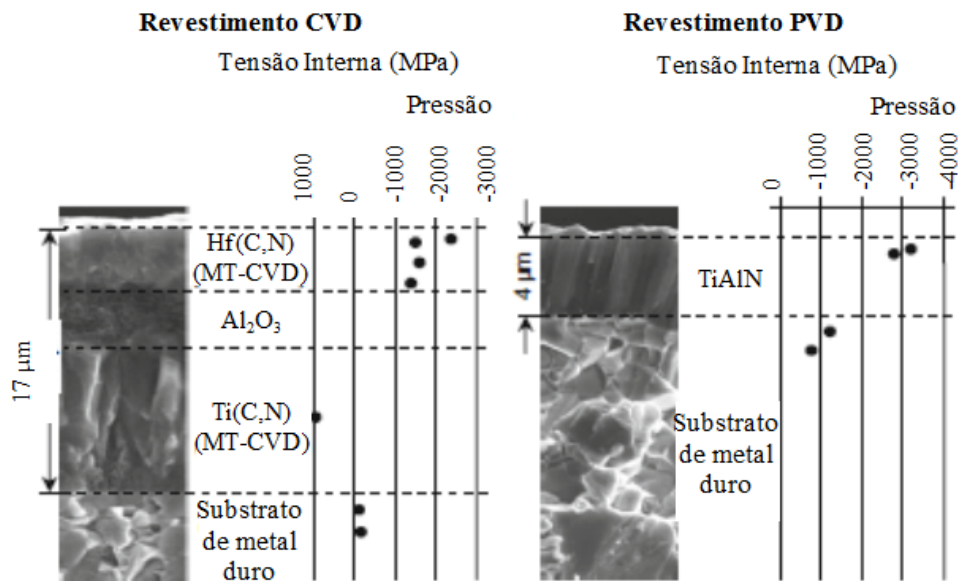 Revestimento CVD
Tensão Interna (MPa)
Pressão
1000
0
-1000
-2000
-3000
17 µm
Hf(C,N)
(MT-CVD)
Al₂O₃
Ti(C,N)
(MT-CVD)
Substrato
de metal
duro
Revestimento PVD
Tensão Interna (MPa)
Pressão
0
-1000
-2000
-3000
-4000
4 µm
TiAlN
Substrato
de metal
duro